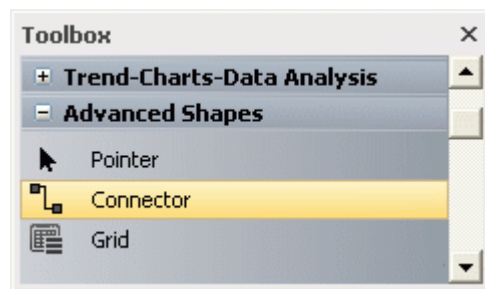 Toolbox
Trend-Charts-Data Analysis
Advanced Shapes
Pointer
Connector
Grid